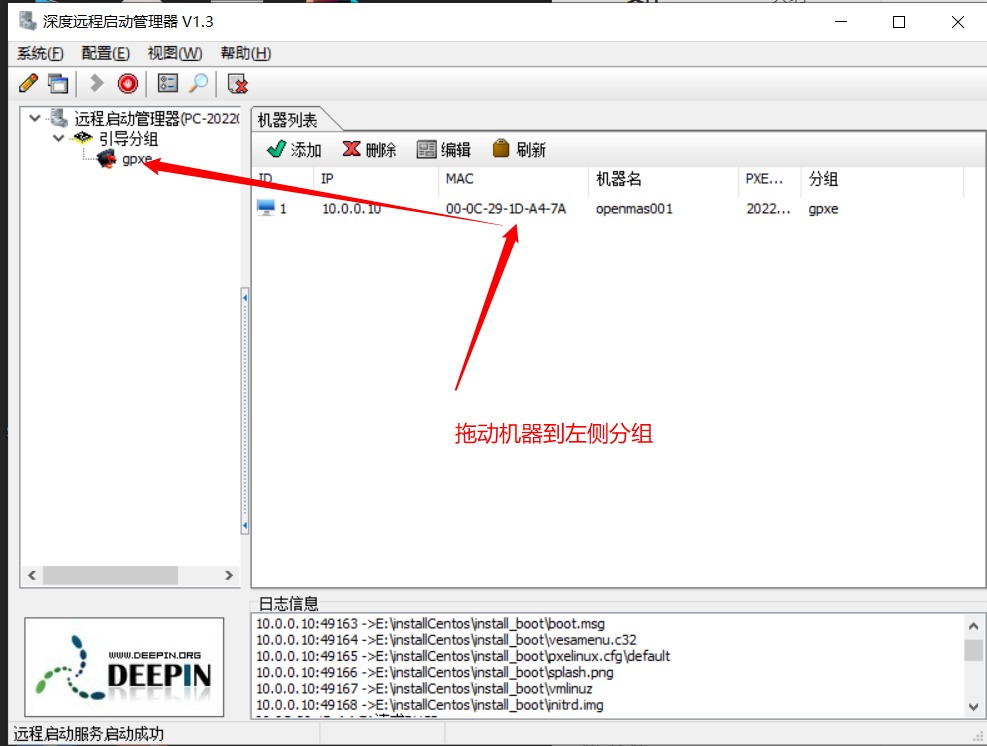 深度远程启动管理器 V1.3
系统(F) 配置(E) 视图(W) 帮助(H)
远程启动管理器(PC-2022
引导分组
gpxe
机器列表
添加 删除 编辑 刷新
ID IP MAC 机器名 PXE... 分组
1 10.0.0.10 00-0C-29-1D-A4-7A openmas001 2022... gpxe
拖动机器到左侧分组
日志信息
10.0.0.10:49163 ->E:\installCentos\install_boot\boot.msg
10.0.0.10:49164 ->E:\installCentos\install_boot\vesamenu.c32
10.0.0.10:49165 ->E:\installCentos\install_boot\pxelinux.cfg\default
10.0.0.10:49166 ->E:\installCentos\install_boot\splash.png
10.0.0.10:49167 ->E:\installCentos\install_boot\vmlinuz
10.0.0.10:49168 ->E:\installCentos\install_boot\initrd.img
WWW.DEEPIN.ORG
DEEPIN
远程启动服务启动成功